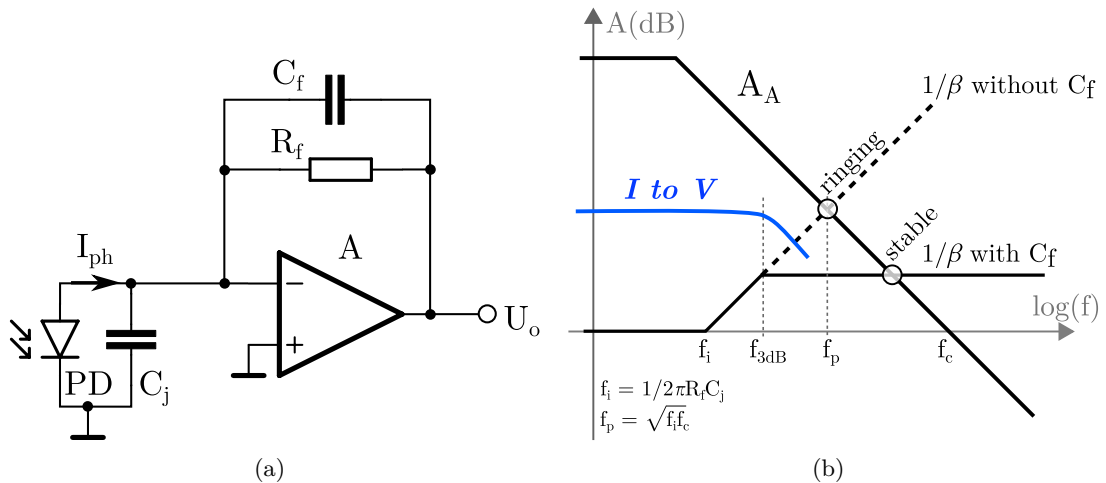 C_f
R_f
A
I_ph
−
+
U_o
PD
C_j
(a)
A(dB)
A_A
1/β without C_f
ringing
I to V
stable
1/β with C_f
log(f)
f_i
f_3dB
f_p
f_c
f_i = 1/2πR_fC_j
f_p = √f_if_c
(b)